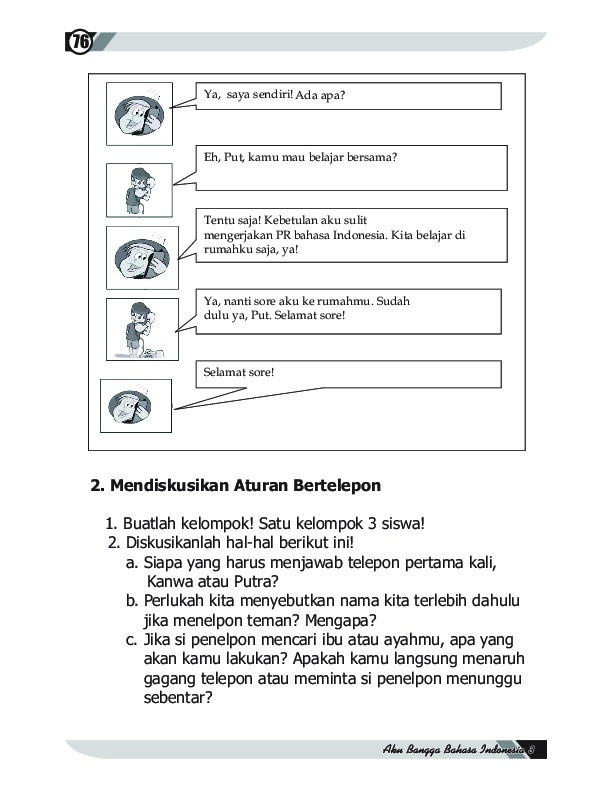 76
Ya, saya sendiri! Ada apa?
Eh, Put, kamu mau belajar bersama?
Tentu saja! Kebetulan aku sulit
mengerjakan PR bahasa Indonesia. Kita belajar di
rumahku saja, ya!
Ya, nanti sore aku ke rumahmu. Sudah
dulu ya, Put. Selamat sore!
Selamat sore!
2. Mendiskusikan Aturan Bertelepon
1. Buatlah kelompok! Satu kelompok 3 siswa!
2. Diskusikanlah hal-hal berikut ini!
a. Siapa yang harus menjawab telepon pertama kali,
Kanwa atau Putra?
b. Perlukah kita menyebutkan nama kita terlebih dahulu
jika menelpon teman? Mengapa?
c. Jika si penelpon mencari ibu atau ayahmu, apa yang
akan kamu lakukan? Apakah kamu langsung menaruh
gagang telepon atau meminta si penelpon menunggu
sebentar?
Aku Bangga Bahasa Indonesia 3